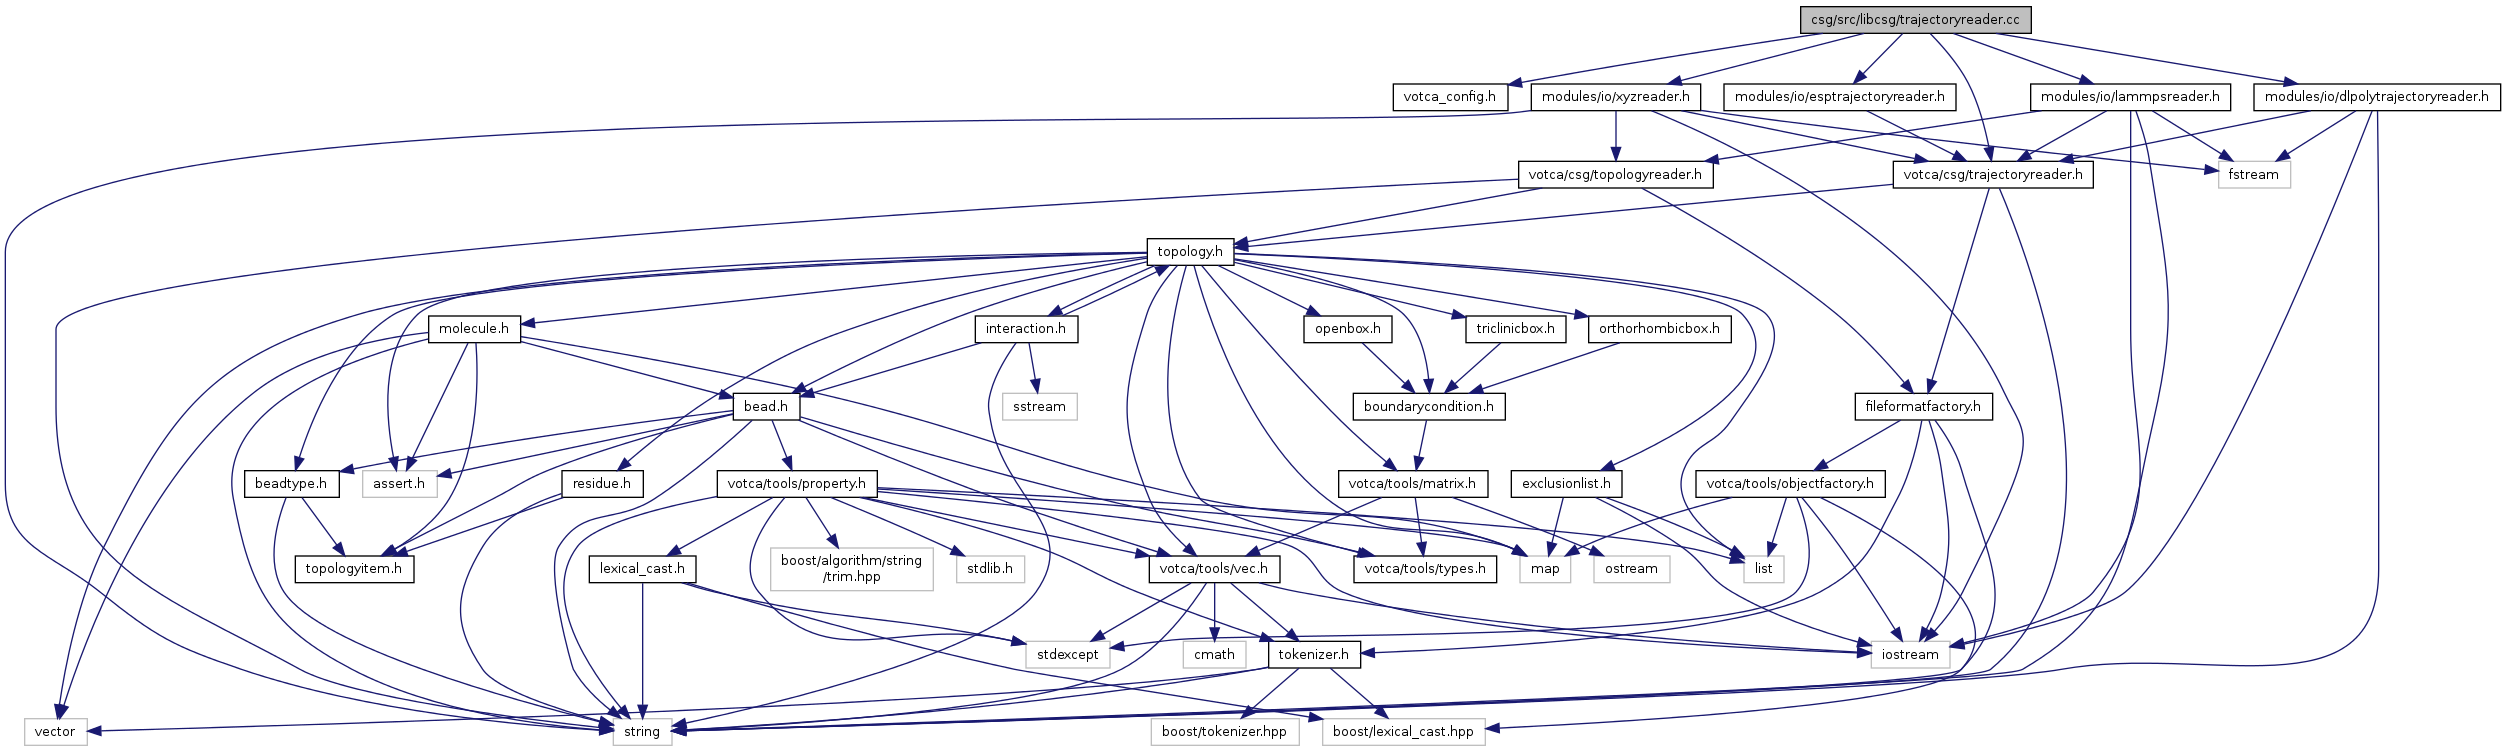 csg/src/libcsg/trajectoryreader.cc
votca_config.h
modules/io/xyzreader.h
modules/io/esptrajectoryreader.h
modules/io/lammpsreader.h
modules/io/dlpolytrajectoryreader.h
votca/csg/topologyreader.h
votca/csg/trajectoryreader.h
fstream
topology.h
molecule.h
interaction.h
openbox.h
triclinicbox.h
orthorhombicbox.h
bead.h
sstream
boundarycondition.h
fileformatfactory.h
beadtype.h
assert.h
residue.h
votca/tools/property.h
votca/tools/matrix.h
exclusionlist.h
votca/tools/objectfactory.h
topologyitem.h
lexical_cast.h
boost/algorithm/string
/trim.hpp
stdlib.h
votca/tools/vec.h
votca/tools/types.h
map
ostream
list
stdexcept
cmath
tokenizer.h
iostream
vector
string
boost/tokenizer.hpp
boost/lexical_cast.hpp